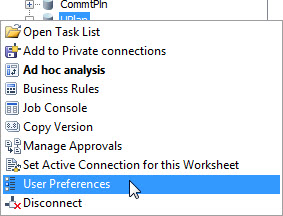 CommtPln
UPlan
Open Task List
Add to Private connections
Ad hoc analysis
Business Rules
Job Console
Copy Version
Manage Approvals
Set Active Connection for this Worksheet
User Preferences
Disconnect